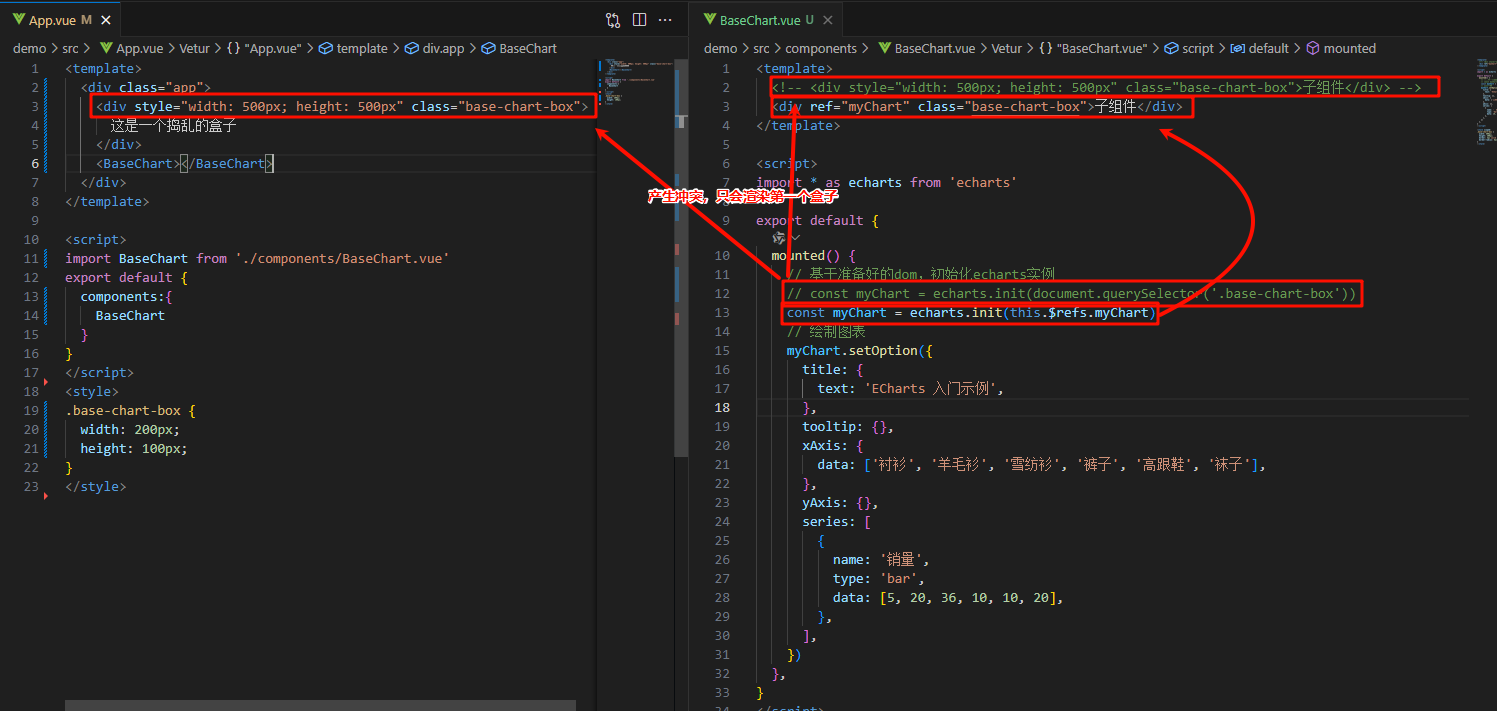 App.vue M
demo > src > App.vue > Vetur > {} "App.vue" > template > div.app > BaseChart
1 <template>
2 <div class="app">
3 <div style="width: 500px; height: 500px" class="base-chart-box">
4 这是一个捣乱的盒子
5 </div>
6 <BaseChart></BaseChart>
7 </div>
8 </template>
9
10 <script>
11 import BaseChart from './components/BaseChart.vue'
12 export default {
13 components:{
14 BaseChart
15 }
16 }
17 </script>
18 <style>
19 .base-chart-box {
20 width: 200px;
21 height: 100px;
22 }
23 </style>
产生冲突，只会渲染第一个盒子
BaseChart.vue U
demo > src > components > BaseChart.vue > Vetur > {} "BaseChart.vue" > script > default > mounted
1 <template>
2 <!-- <div style="width: 500px; height: 500px" class="base-chart-box">子组件</div> -->
3 <div ref="myChart" class="base-chart-box">子组件</div>
4 </template>
5
6 <script>
7 import * as echarts from 'echarts'
9 export default {
10 mounted() {
11 // 基于准备好的dom，初始化echarts实例
12 // const myChart = echarts.init(document.querySelector('.base-chart-box'))
13 const myChart = echarts.init(this.$refs.myChart)
14 // 绘制图表
15 myChart.setOption({
16 title: {
17 text: 'ECharts 入门示例',
18 },
19 tooltip: {},
20 xAxis: {
21 data: ['衬衫', '羊毛衫', '雪纺衫', '裤子', '高跟鞋', '袜子'],
22 },
23 yAxis: {},
24 series: [
25 {
26 name: '销量',
27 type: 'bar',
28 data: [5, 20, 36, 10, 10, 20],
29 },
30 ],
31 })
32 },
33 }
34 </script>